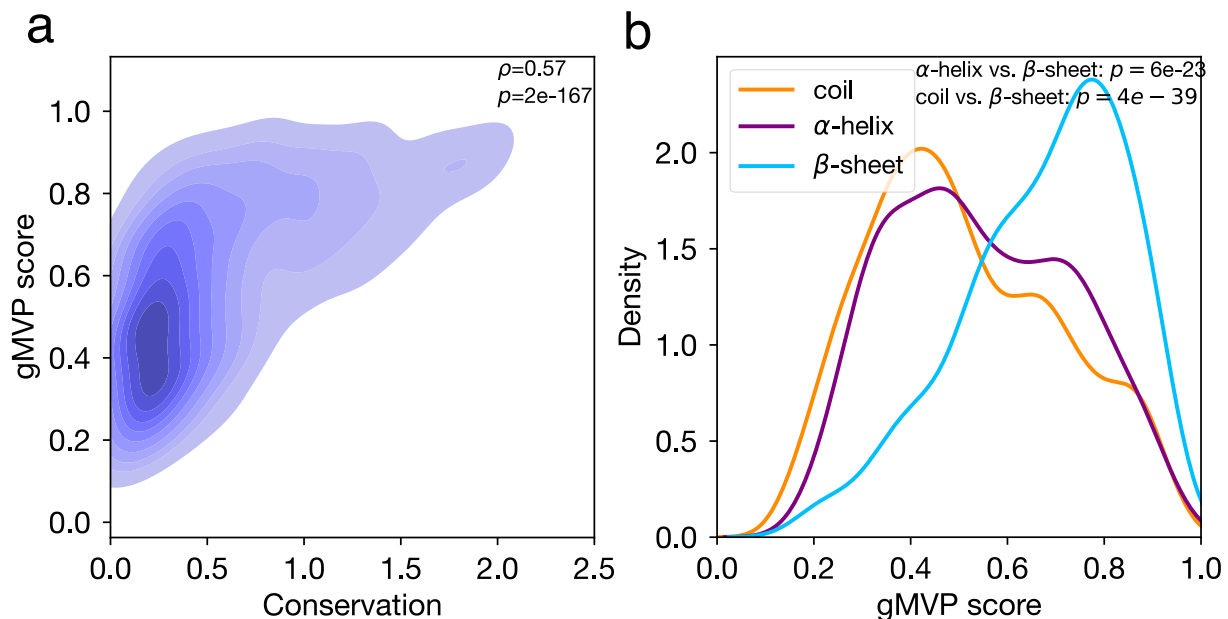 a
ρ=0.57
p=2e-167
gMVP score
1.0
0.8
0.6
0.4
0.2
0.0
0.0 0.5 1.0 1.5 2.0 2.5
Conservation
b
α-helix vs. β-sheet: p = 6e-23
coil vs. β-sheet: p = 4e − 39
coil
α-helix
β-sheet
Density
2.0
1.5
1.0
0.5
0.0
0.0 0.2 0.4 0.6 0.8 1.0
gMVP score